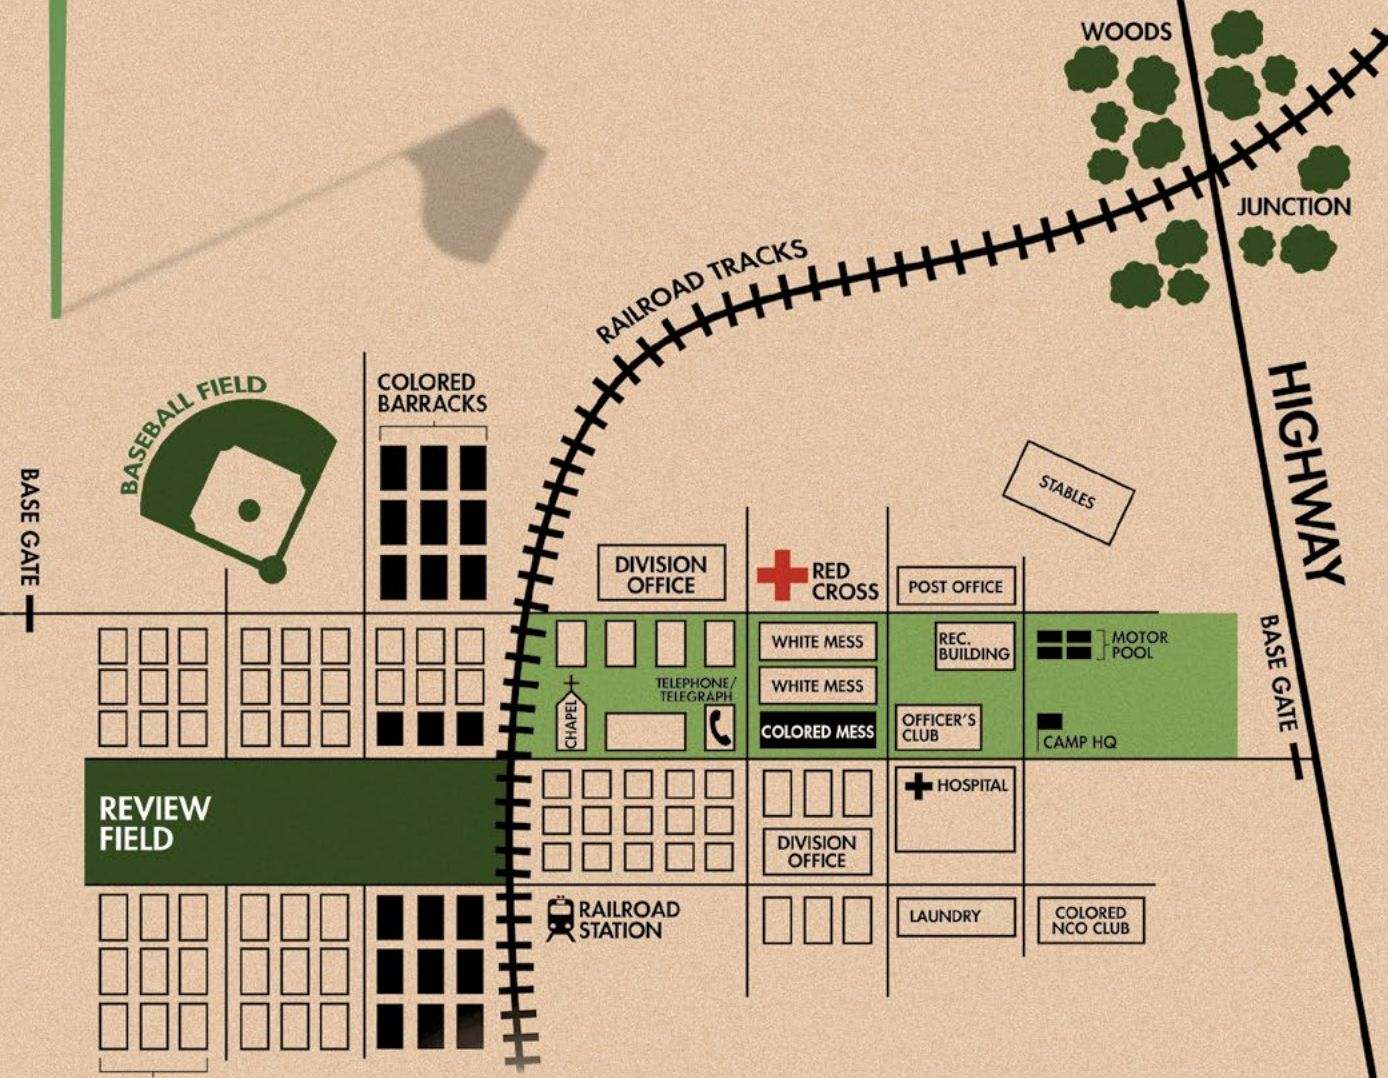 WOODS
JUNCTION
RAILROAD TRACKS
HIGHWAY
BASEBALL FIELD
COLORED
BARRACKS
BASE GATE
STABLES
DIVISION
OFFICE
RED
CROSS
POST OFFICE
WHITE MESS
REC.
BUILDING
MOTOR
POOL
BASE GATE
TELEPHONE/
TELEGRAPH
WHITE MESS
CHAPEL
COLORED MESS
OFFICER'S
CLUB
CAMP HQ
REVIEW
FIELD
HOSPITAL
DIVISION
OFFICE
RAILROAD
STATION
LAUNDRY
COLORED
NCO CLUB